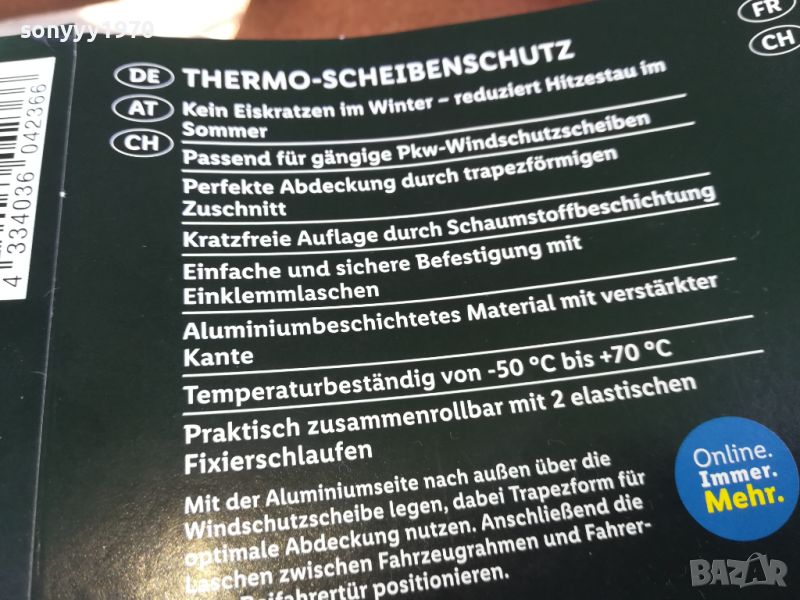 sonyyy1970
FR
CH
DE THERMO-SCHEIBENSCHUTZ
AT
CH
Kein Eiskratzen im Winter – reduziert Hitzestau im
Sommer
Passend für gängige Pkw-Windschutzscheiben
Perfekte Abdeckung durch trapezförmigen
Zuschnitt
Kratzfreie Auflage durch Schaumstoffbeschichtung
Einfache und sichere Befestigung mit
Einklemmlaschen
Aluminiumbeschichtetes Material mit verstärkter
Kante
Temperaturbeständig von -50 °C bis +70 °C
Praktisch zusammenrollbar mit 2 elastischen
Fixierschlaufen
Mit der Aluminiumseite nach außen über die
Windschutzscheibe legen, dabei Trapezform für
optimale Abdeckung nutzen. Anschließend die
Laschen zwischen Fahrzeugrahmen und Fahrer-
Beifahrertür positionieren.
Online.
Immer.
Mehr.
4 334036 042366
BAZAR